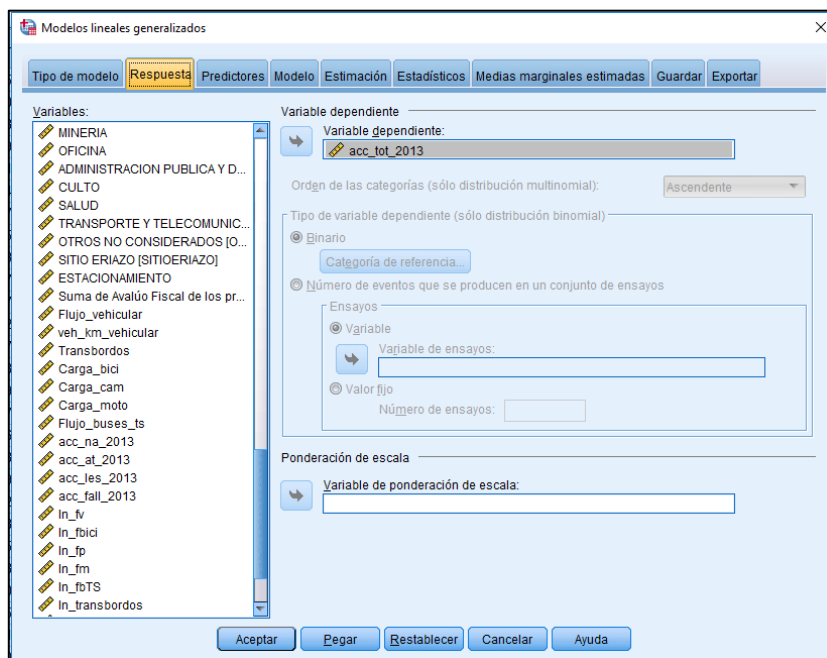 Modelos lineales generalizados
Tipo de modelo Respuesta Predictores Modelo Estimación Estadísticos Medias marginales estimadas Guardar Exportar
Variables:
MINERIA
OFICINA
ADMINISTRACION PUBLICA Y D...
CULTO
SALUD
TRANSPORTE Y TELECOMUNIC...
OTROS NO CONSIDERADOS [O...
SITIO ERIAZO [SITIOERIAZO]
ESTACIONAMIENTO
Suma de Avalúo Fiscal de los pr...
Flujo_vehicular
veh_km_vehicular
Transbordos
Carga_bici
Carga_cam
Carga_moto
Flujo_buses_ts
acc_na_2013
acc_at_2013
acc_les_2013
acc_fall_2013
ln_fv
ln_fbici
ln_fp
ln_fm
ln_fbTS
ln_transbordos
Variable dependiente
Variable dependiente:
acc_tot_2013
Orden de las categorías (sólo distribución multinomial):
Ascendente
Tipo de variable dependiente (sólo distribución binomial)
Binario
Categoría de referencia...
Número de eventos que se producen en un conjunto de ensayos
Ensayos
Variable
Variable de ensayos:
Valor fijo
Número de ensayos:
Ponderación de escala
Variable de ponderación de escala:
Aceptar Pegar Restablecer Cancelar Ayuda